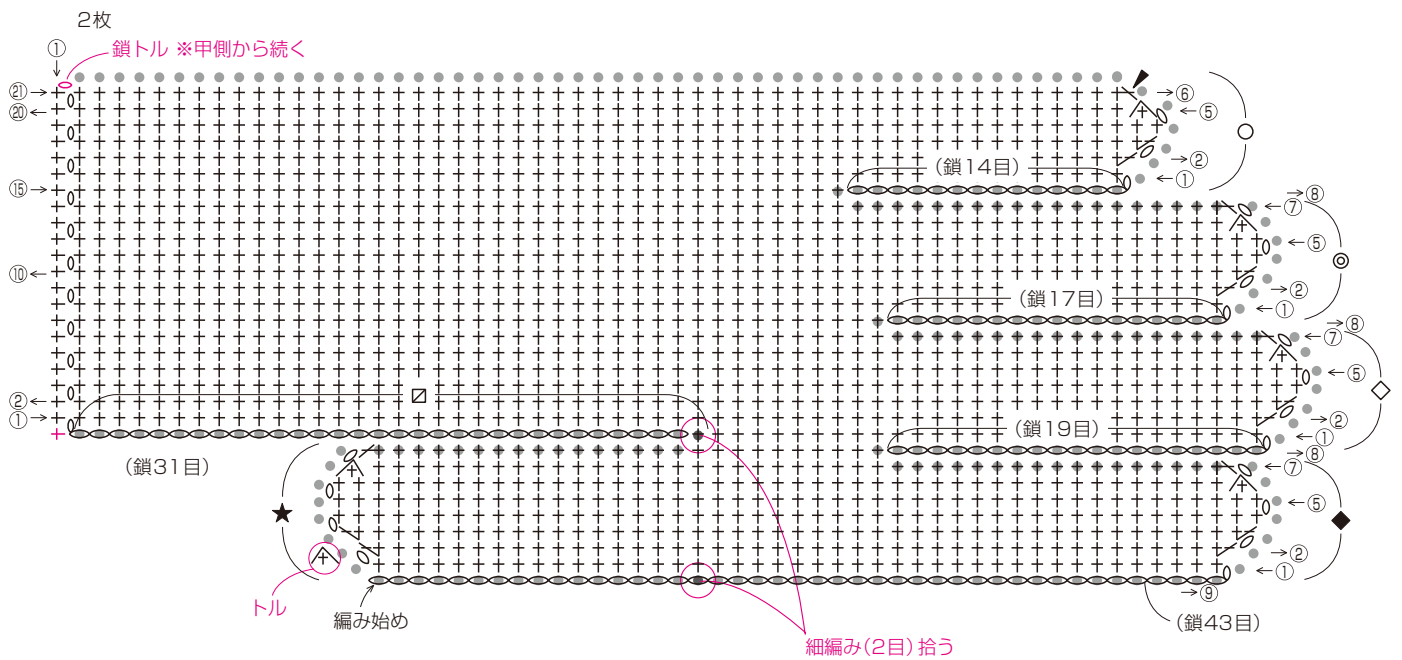 2枚
①
鎖トル ※甲側から続く
㉑→
⑳←
⑮→
⑩←
②←
①→
→⑥
←⑤
→②
←①
(鎖14目)
→⑧
←⑦
←⑤
→②
←①
(鎖17目)
→⑧
←⑦
←⑤
→②
←①
(鎖19目)
→⑧
←⑦
←⑤
→②
←①
→⑨
(鎖31目)
トル
編み始め
(鎖43目)
細編み(2目)拾う